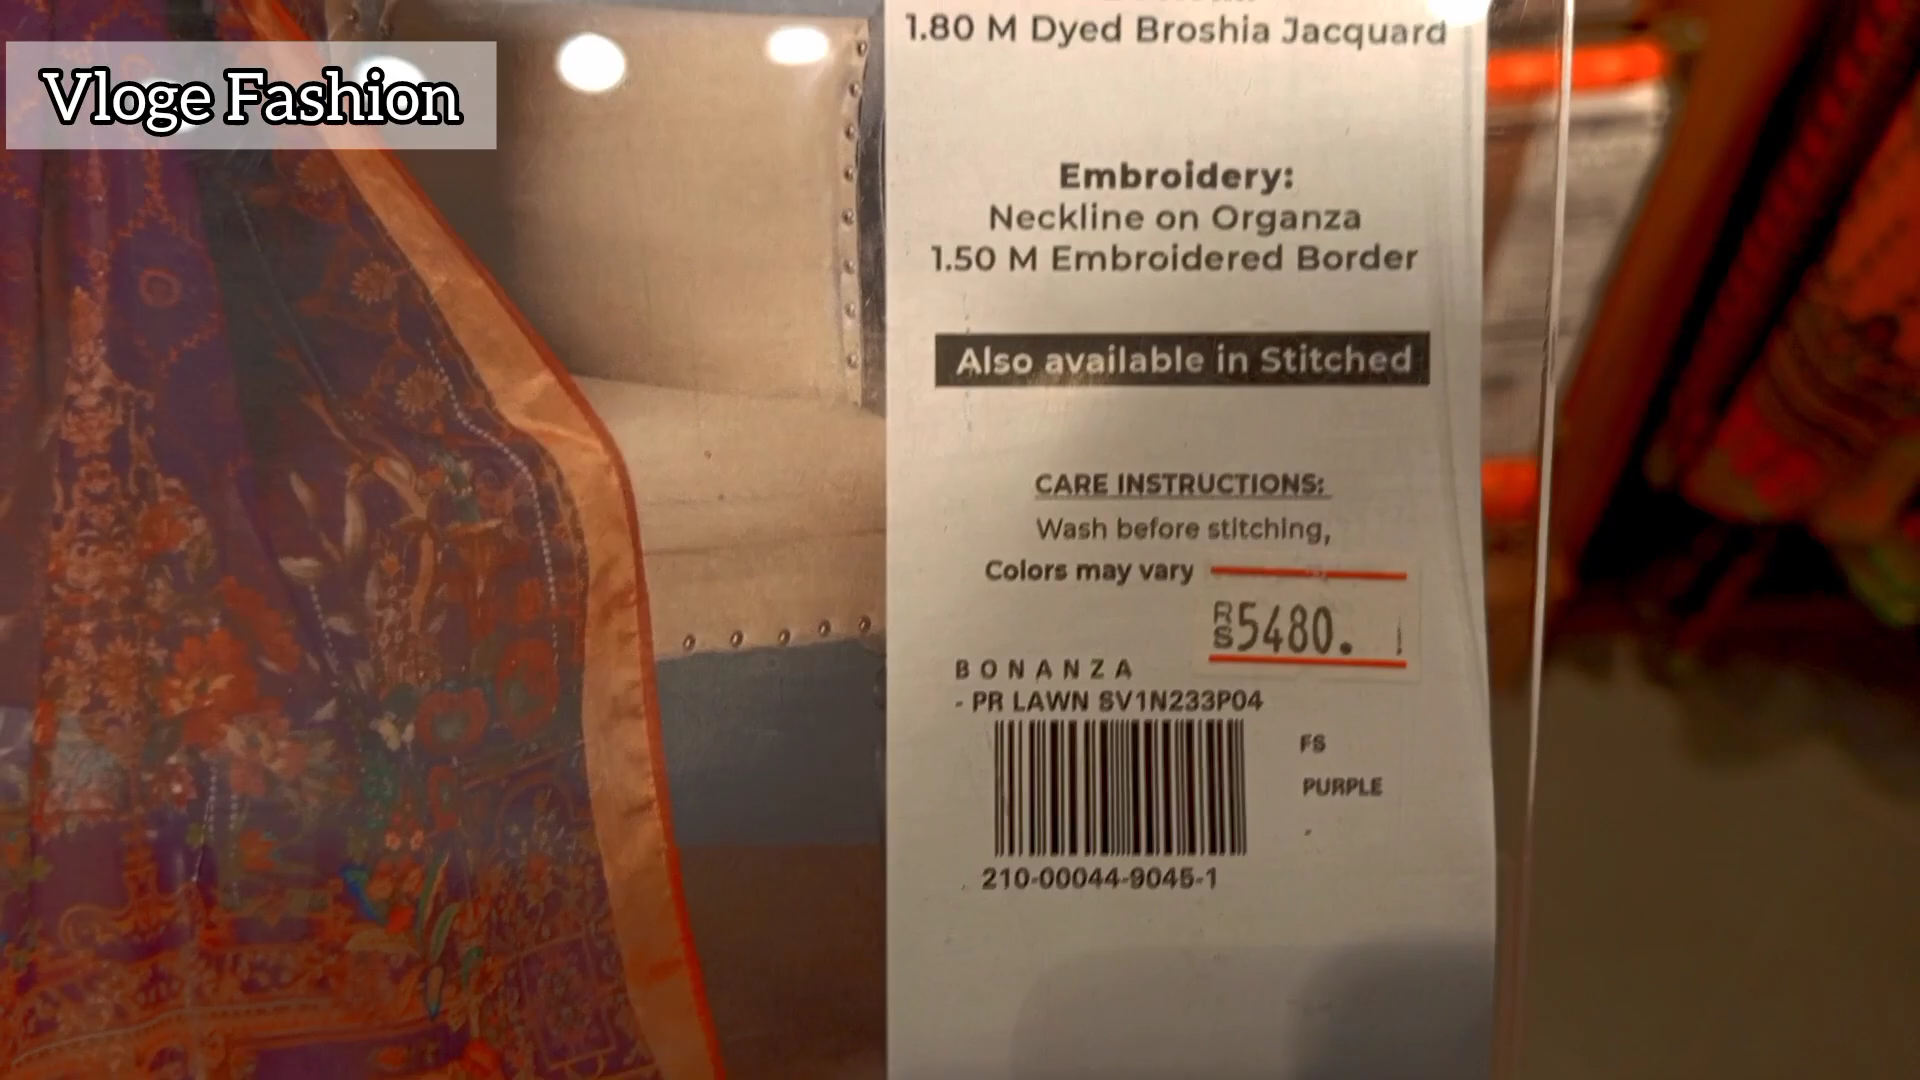 Vloge Fashion
1.80 M Dyed Broshia Jacquard
Embroidery:
Neckline on Organza
1.50 M Embroidered Border
Also available in Stitched
CARE INSTRUCTIONS:
Wash before stitching,
Colors may vary
RS5480.
BONANZA
- PR LAWN SV1N233P04
FS
PURPLE
210-00044-9045-1